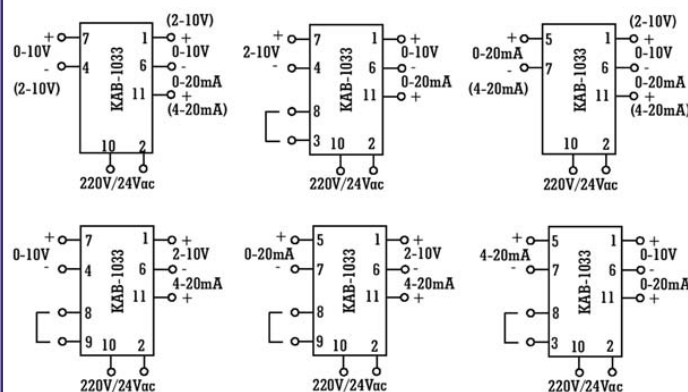 (2-10V)
+ 7 1 +
0-10V 0-10V
- 4 6 -
(2-10V) 0-20mA
11 +
(4-20mA)
KAB-1033
10 2
220V/24Vac
+ 7 1 +
2-10V 0-10V
- 4 6 -
0-20mA
8 11 +
3
KAB-1033
10 2
220V/24Vac
(2-10V)
+ 5 1 +
0-20mA 0-10V
- 7 6 -
(4-20mA) 0-20mA
11 +
(4-20mA)
KAB-1033
10 2
220V/24Vac
+ 7 1 +
0-10V 2-10V
- 4 6 -
4-20mA
11 +
8
9
KAB-1033
10 2
220V/24Vac
+ 5 1 +
0-20mA 2-10V
- 7 6 -
4-20mA
11 +
8
9
KAB-1033
10 2
220V/24Vac
+ 5 1 +
4-20mA 0-10V
- 7 6 -
0-20mA
11 +
8
3
KAB-1033
10 2
220V/24Vac